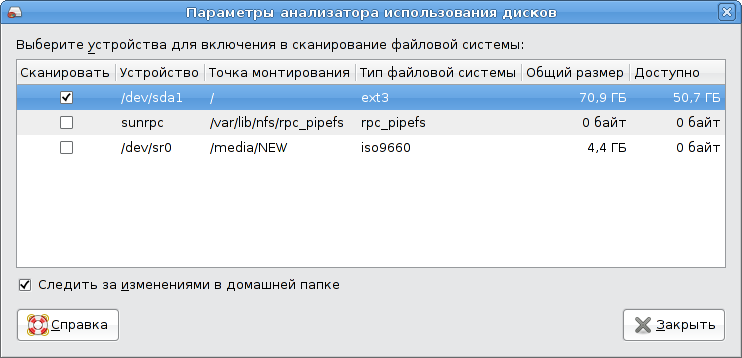 Параметры анализатора использования дисков
Выберите устройства для включения в сканирование файловой системы:
Сканировать Устройство Точка монтирования Тип файловой системы Общий размер Доступно
/dev/sda1 / ext3 70,9 ГБ 50,7 ГБ
sunrpc /var/lib/nfs/rpc_pipefs rpc_pipefs 0 байт 0 байт
/dev/sr0 /media/NEW iso9660 4,4 ГБ 0 байт
Следить за изменениями в домашней папке
Справка Закрыть